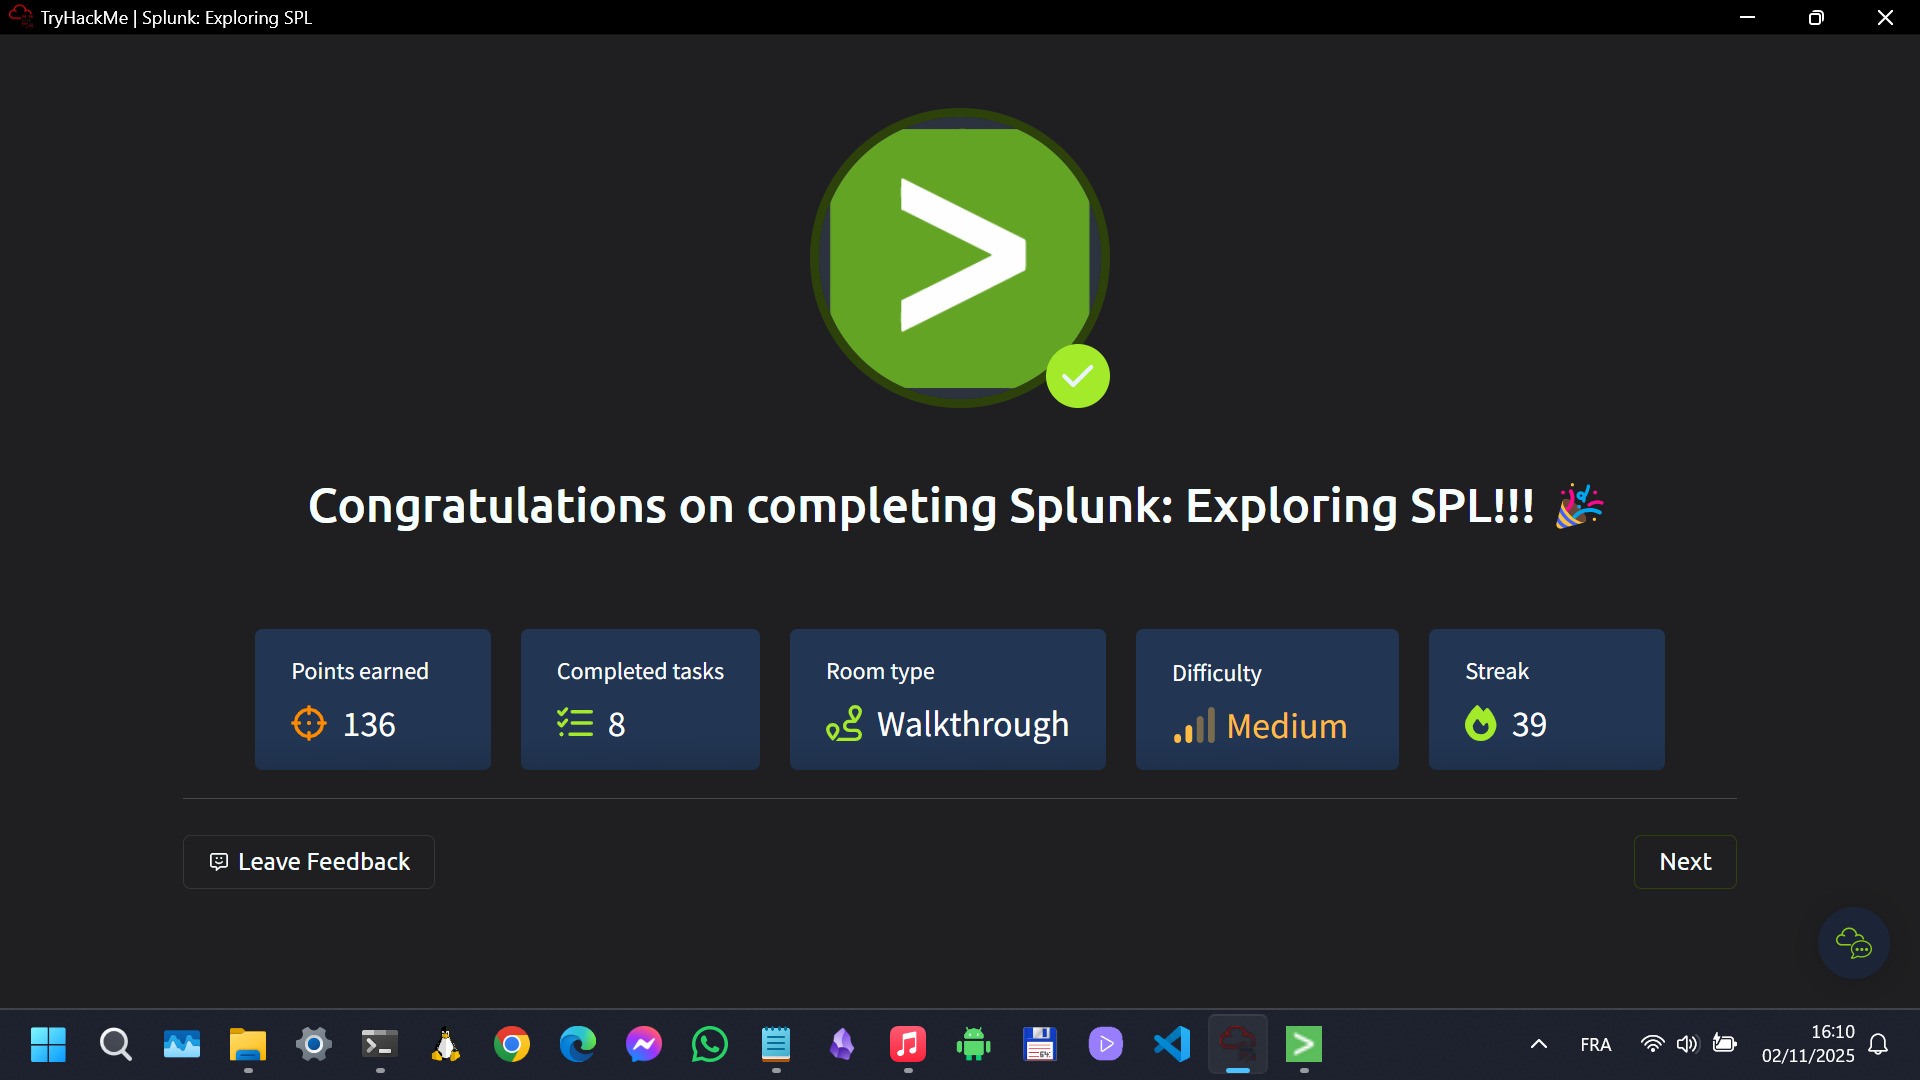 TryHackMe | Splunk: Exploring SPL
Congratulations on completing Splunk: Exploring SPL!!! 🎉
Points earned
136
Completed tasks
8
Room type
Walkthrough
Difficulty
Medium
Streak
39
Leave Feedback
Next
64
FRA
16:10
02/11/2025